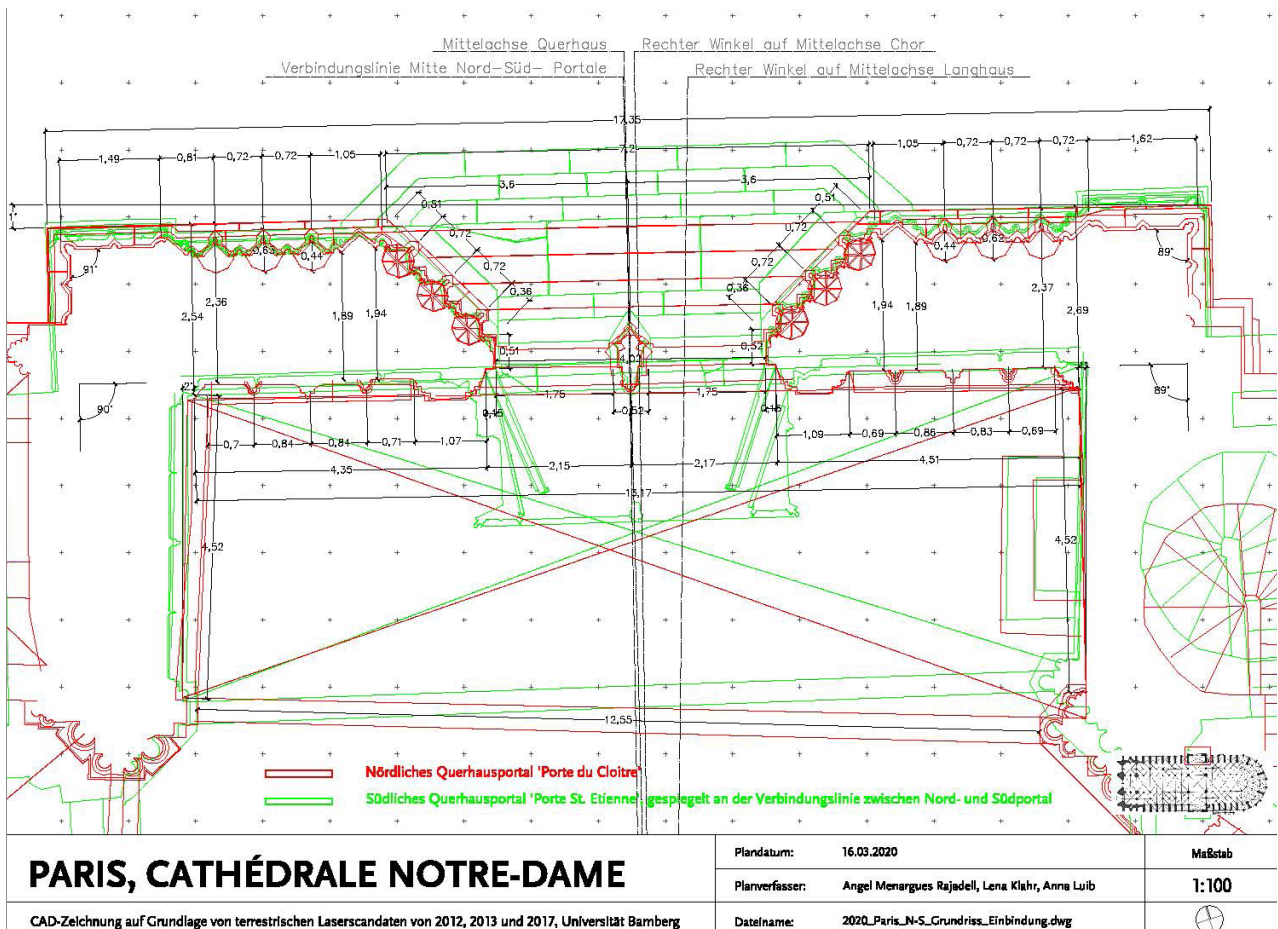 Mittelachse Querhaus
Rechter Winkel auf Mittelachse Chor
Verbindungslinie Mitte Nord-Süd- Portale
Rechter Winkel auf Mittelachse Langhaus
17,35
7,2
1,49 0,61 0,72 0,72 1,05
1,05 0,72 0,72 0,72 1,62
3,6 3,6
0,51 0,51
1°
0,72 0,72
0,63 0,44 0,72 0,72 0,44 0,62
91° 89°
0,36 0,36
2,36 2,37
2,54 1,89 1,94 1,94 1,89 2,69
0,51 4,02 0,52
2° 1,75 1,75 89°
90° 0,15 0,52 0,15
0,7 0,84 0,84 0,71 1,07
1,09 0,69 0,86 0,83 0,69
4,35 2,15 2,17 4,51
13,17
4,52 4,52
12,55
Nördliches Querhausportal 'Porte du Cloitre'
Südliches Querhausportal 'Porte St. Etienne' gespiegelt an der Verbindungslinie zwischen Nord- und Südportal
PARIS, CATHÉDRALE NOTRE-DAME
CAD-Zeichnung auf Grundlage von terrestrischen Laserscandaten von 2012, 2013 und 2017, Universität Bamberg
Plandatum: 16.03.2020
Planverfasser: Angel Menargues Rajadell, Lena Klahr, Anna Luib
Dateiname: 2020_Paris_N-S_Grundriss_Einbindung.dwg
Maßstab
1:100